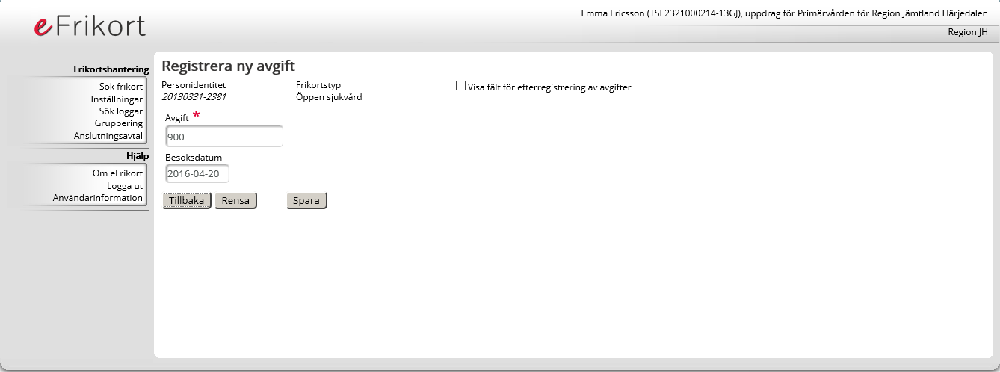 eFrikort
Emma Ericsson (TSE2321000214-13GJ), uppdrag för Primärvården för Region Jämtland Härjedalen
Region JH
Frikortshantering
Sök frikort
Inställningar
Sök loggar
Gruppering
Anslutningsavtal
Hjälp
Om eFrikort
Logga ut
Användarinformation
Registrera ny avgift
Personidentitet
20130331-2381
Frikortstyp
Öppen sjukvård
Visa fält för efterregistrering av avgifter
Avgift *
900
Besöksdatum
2016-04-20
Tillbaka Rensa Spara